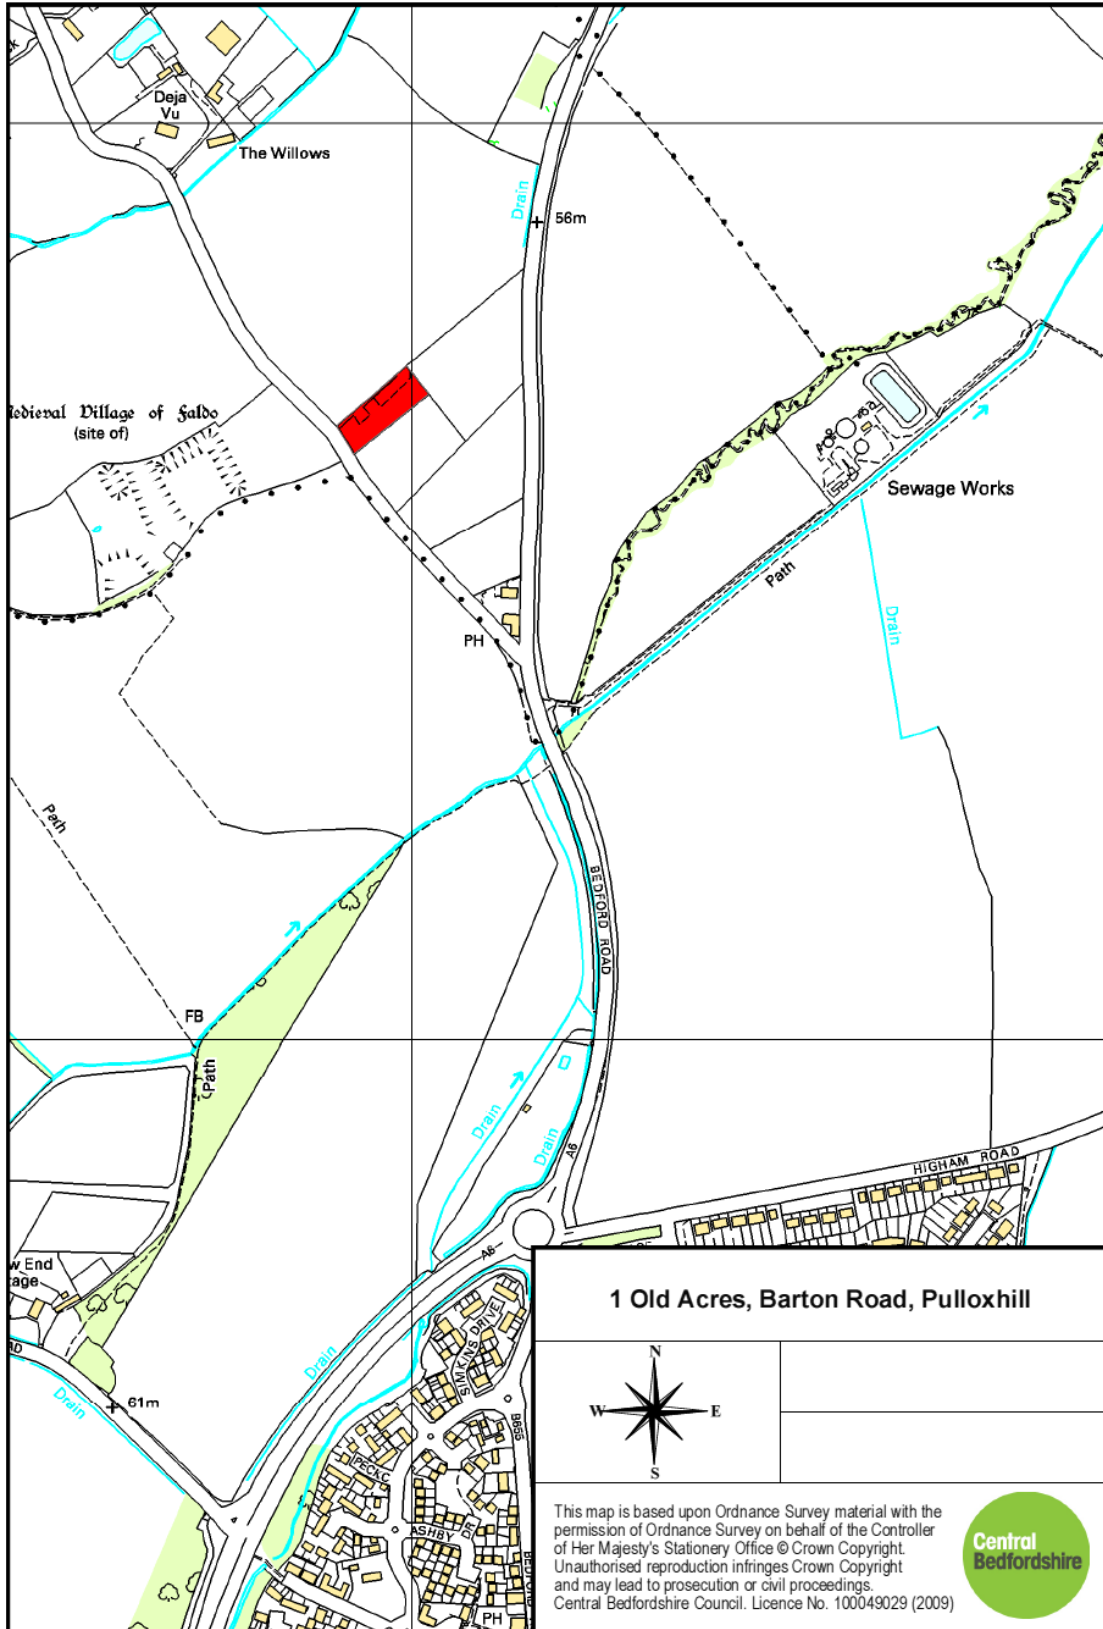 Deja
Vu
The Willows
Drain
56m
Medieval Village of Faldo
(site of)
Sewage Works
Path
Drain
PH
Path
BEDFORD ROAD
FB
Path
Drain
Drain
A6
HIGHAM ROAD
A6
w End
tage
SIMKINS DRIVE
Drain
AD
Drain
61m
B655
PECKC
ASHBY DR
BEDFORD
PH
1 Old Acres, Barton Road, Pulloxhill
N
W E
S
This map is based upon Ordnance Survey material with the
permission of Ordnance Survey on behalf of the Controller
of Her Majesty's Stationery Office © Crown Copyright.
Unauthorised reproduction infringes Crown Copyright
and may lead to prosecution or civil proceedings.
Central Bedfordshire Council. Licence No. 100049029 (2009)
Central
Bedfordshire